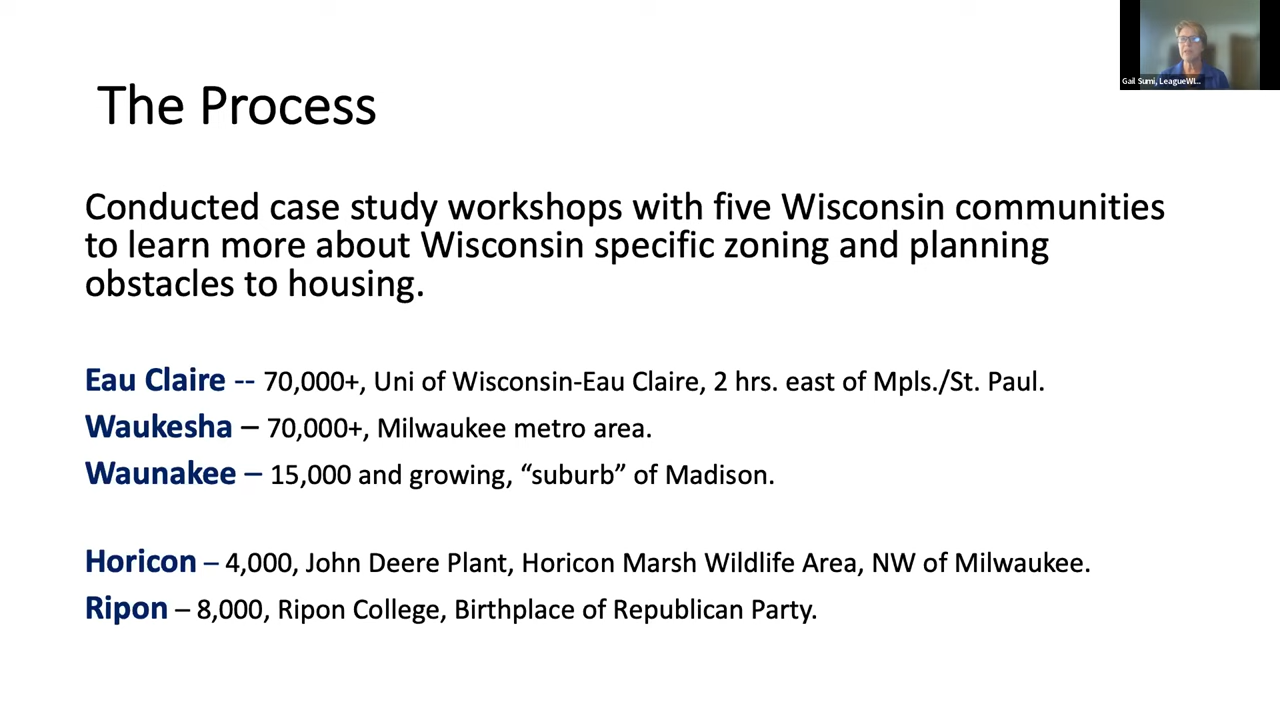 Gail Sumi, LeagueWI...
The Process
Conducted case study workshops with five Wisconsin communities
to learn more about Wisconsin specific zoning and planning
obstacles to housing.
Eau Claire -- 70,000+, Uni of Wisconsin-Eau Claire, 2 hrs. east of Mpls./St. Paul.
Waukesha – 70,000+, Milwaukee metro area.
Waunakee – 15,000 and growing, “suburb” of Madison.
Horicon – 4,000, John Deere Plant, Horicon Marsh Wildlife Area, NW of Milwaukee.
Ripon – 8,000, Ripon College, Birthplace of Republican Party.